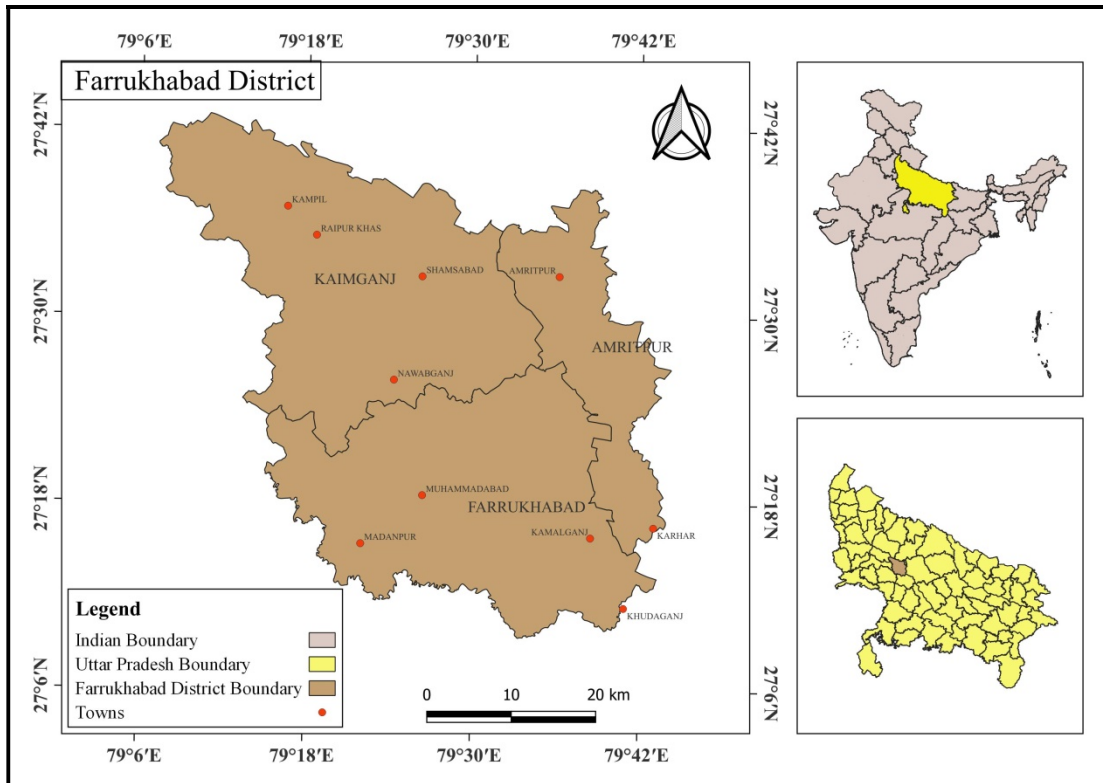 79°6′E 79°18′E 79°30′E 79°42′E
Farrukhabad District
27°42′N
27°42′N
KAMPIL
RAIPUR KHAS
KAIMGANJ
SHAMSABAD
AMRITPUR
27°30′N
27°30′N
AMRITPUR
NAWABGANJ
27°18′N
27°18′N
MUHAMMADABAD
FARRUKHABAD
MADANPUR
KAMALGANJ
KARHAR
KHUDAGANJ
Legend
Indian Boundary
Uttar Pradesh Boundary
Farrukhabad District Boundary
Towns
27°6′N
27°6′N
0 10 20 km
79°6′E 79°18′E 79°30′E 79°42′E